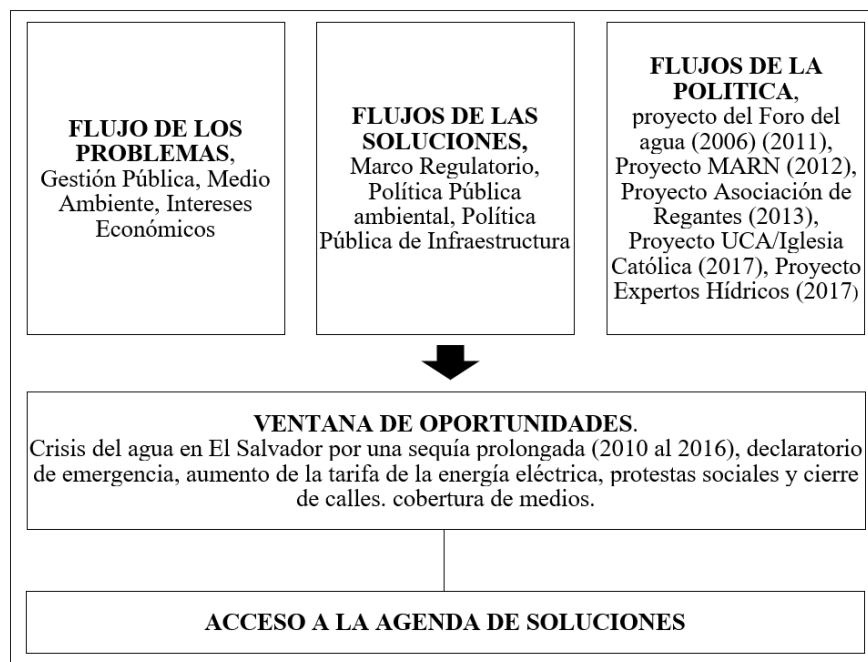 FLUJO DE LOS
PROBLEMAS,
Gestión Pública, Medio
Ambiente, Intereses
Económicos
FLUJOS DE LAS
SOLUCIONES,
Marco Regulatorio,
Política Pública
ambiental, Política
Pública de Infraestructura
FLUJOS DE LA
POLITICA,
proyecto del Foro del
agua (2006) (2011),
Proyecto MARN (2012),
Proyecto Asociación de
Regantes (2013),
Proyecto UCA/Iglesia
Católica (2017), Proyecto
Expertos Hídricos (2017)
VENTANA DE OPORTUNIDADES.
Crisis del agua en El Salvador por una sequía prolongada (2010 al 2016), declaratorio
de emergencia, aumento de la tarifa de la energía eléctrica, protestas sociales y cierre
de calles. cobertura de medios.
ACCESO A LA AGENDA DE SOLUCIONES